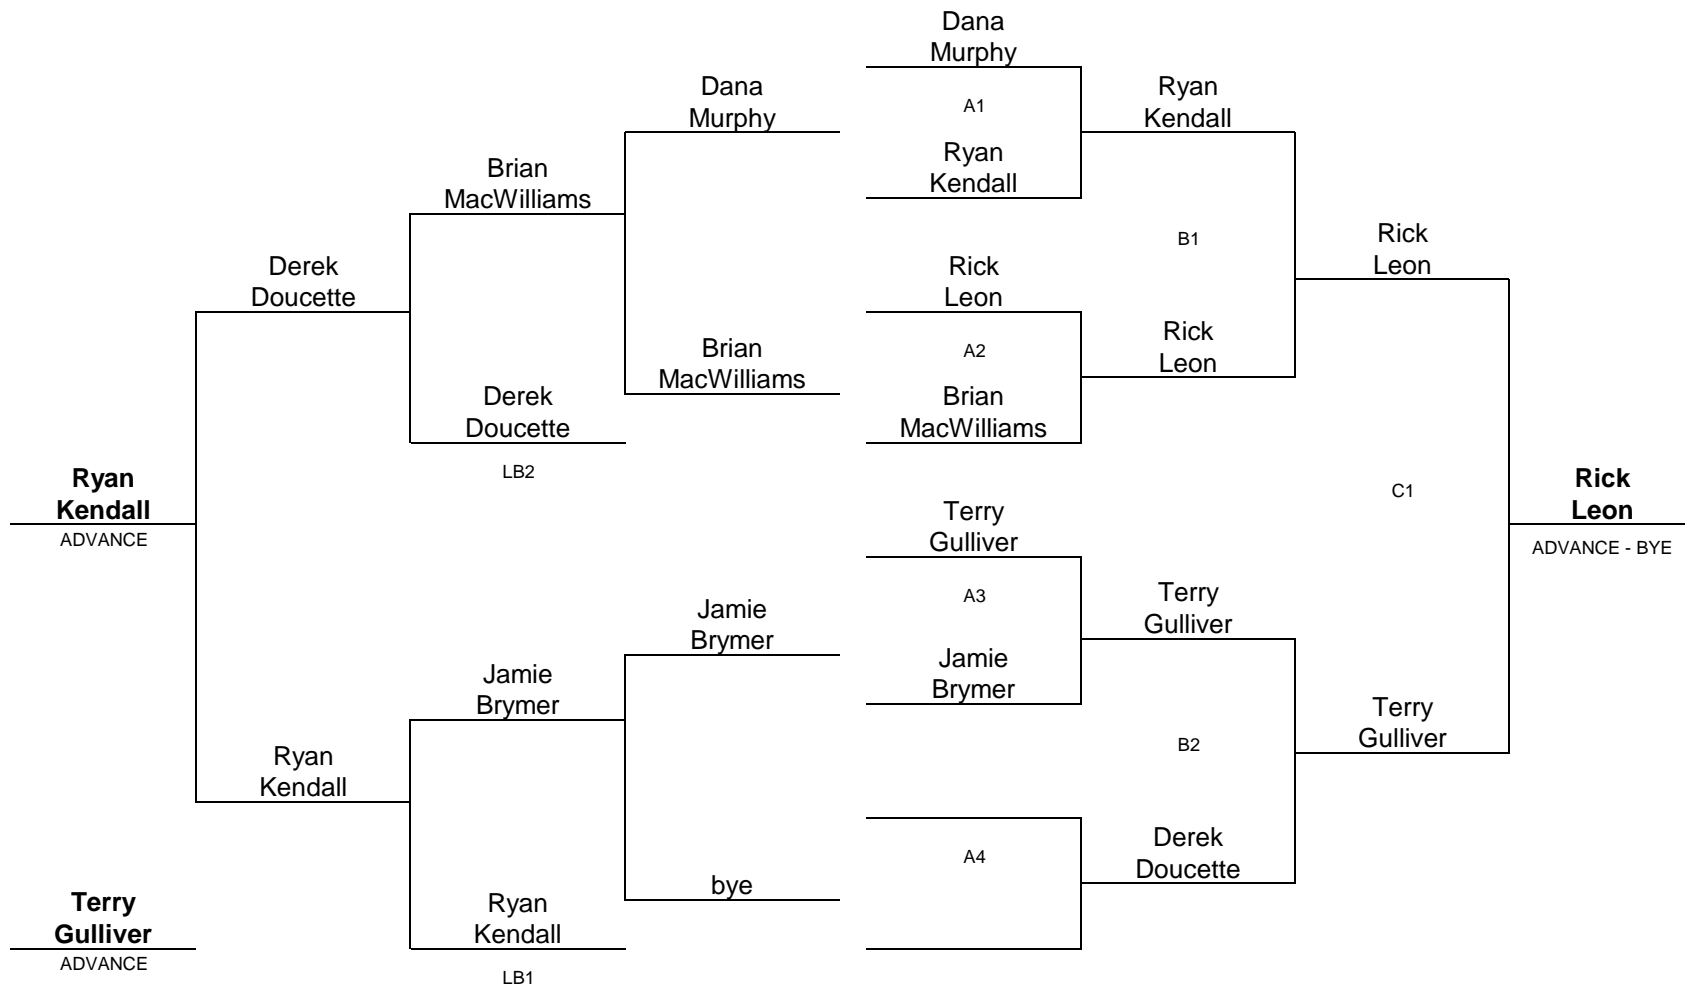 Dana
Murphy
Dana
Murphy
A1
Ryan
Kendall
Ryan
Kendall
Brian
MacWilliams
B1
Rick
Leon
Derek
Doucette
Rick
Leon
Rick
Leon
Brian
MacWilliams
A2
Derek
Doucette
Brian
MacWilliams
LB2
Ryan
Kendall
ADVANCE
C1
Rick
Leon
ADVANCE - BYE
Terry
Gulliver
A3
Terry
Gulliver
Jamie
Brymer
Jamie
Brymer
Jamie
Brymer
Terry
Gulliver
B2
Ryan
Kendall
A4
Derek
Doucette
bye
Terry
Gulliver
ADVANCE
Ryan
Kendall
LB1